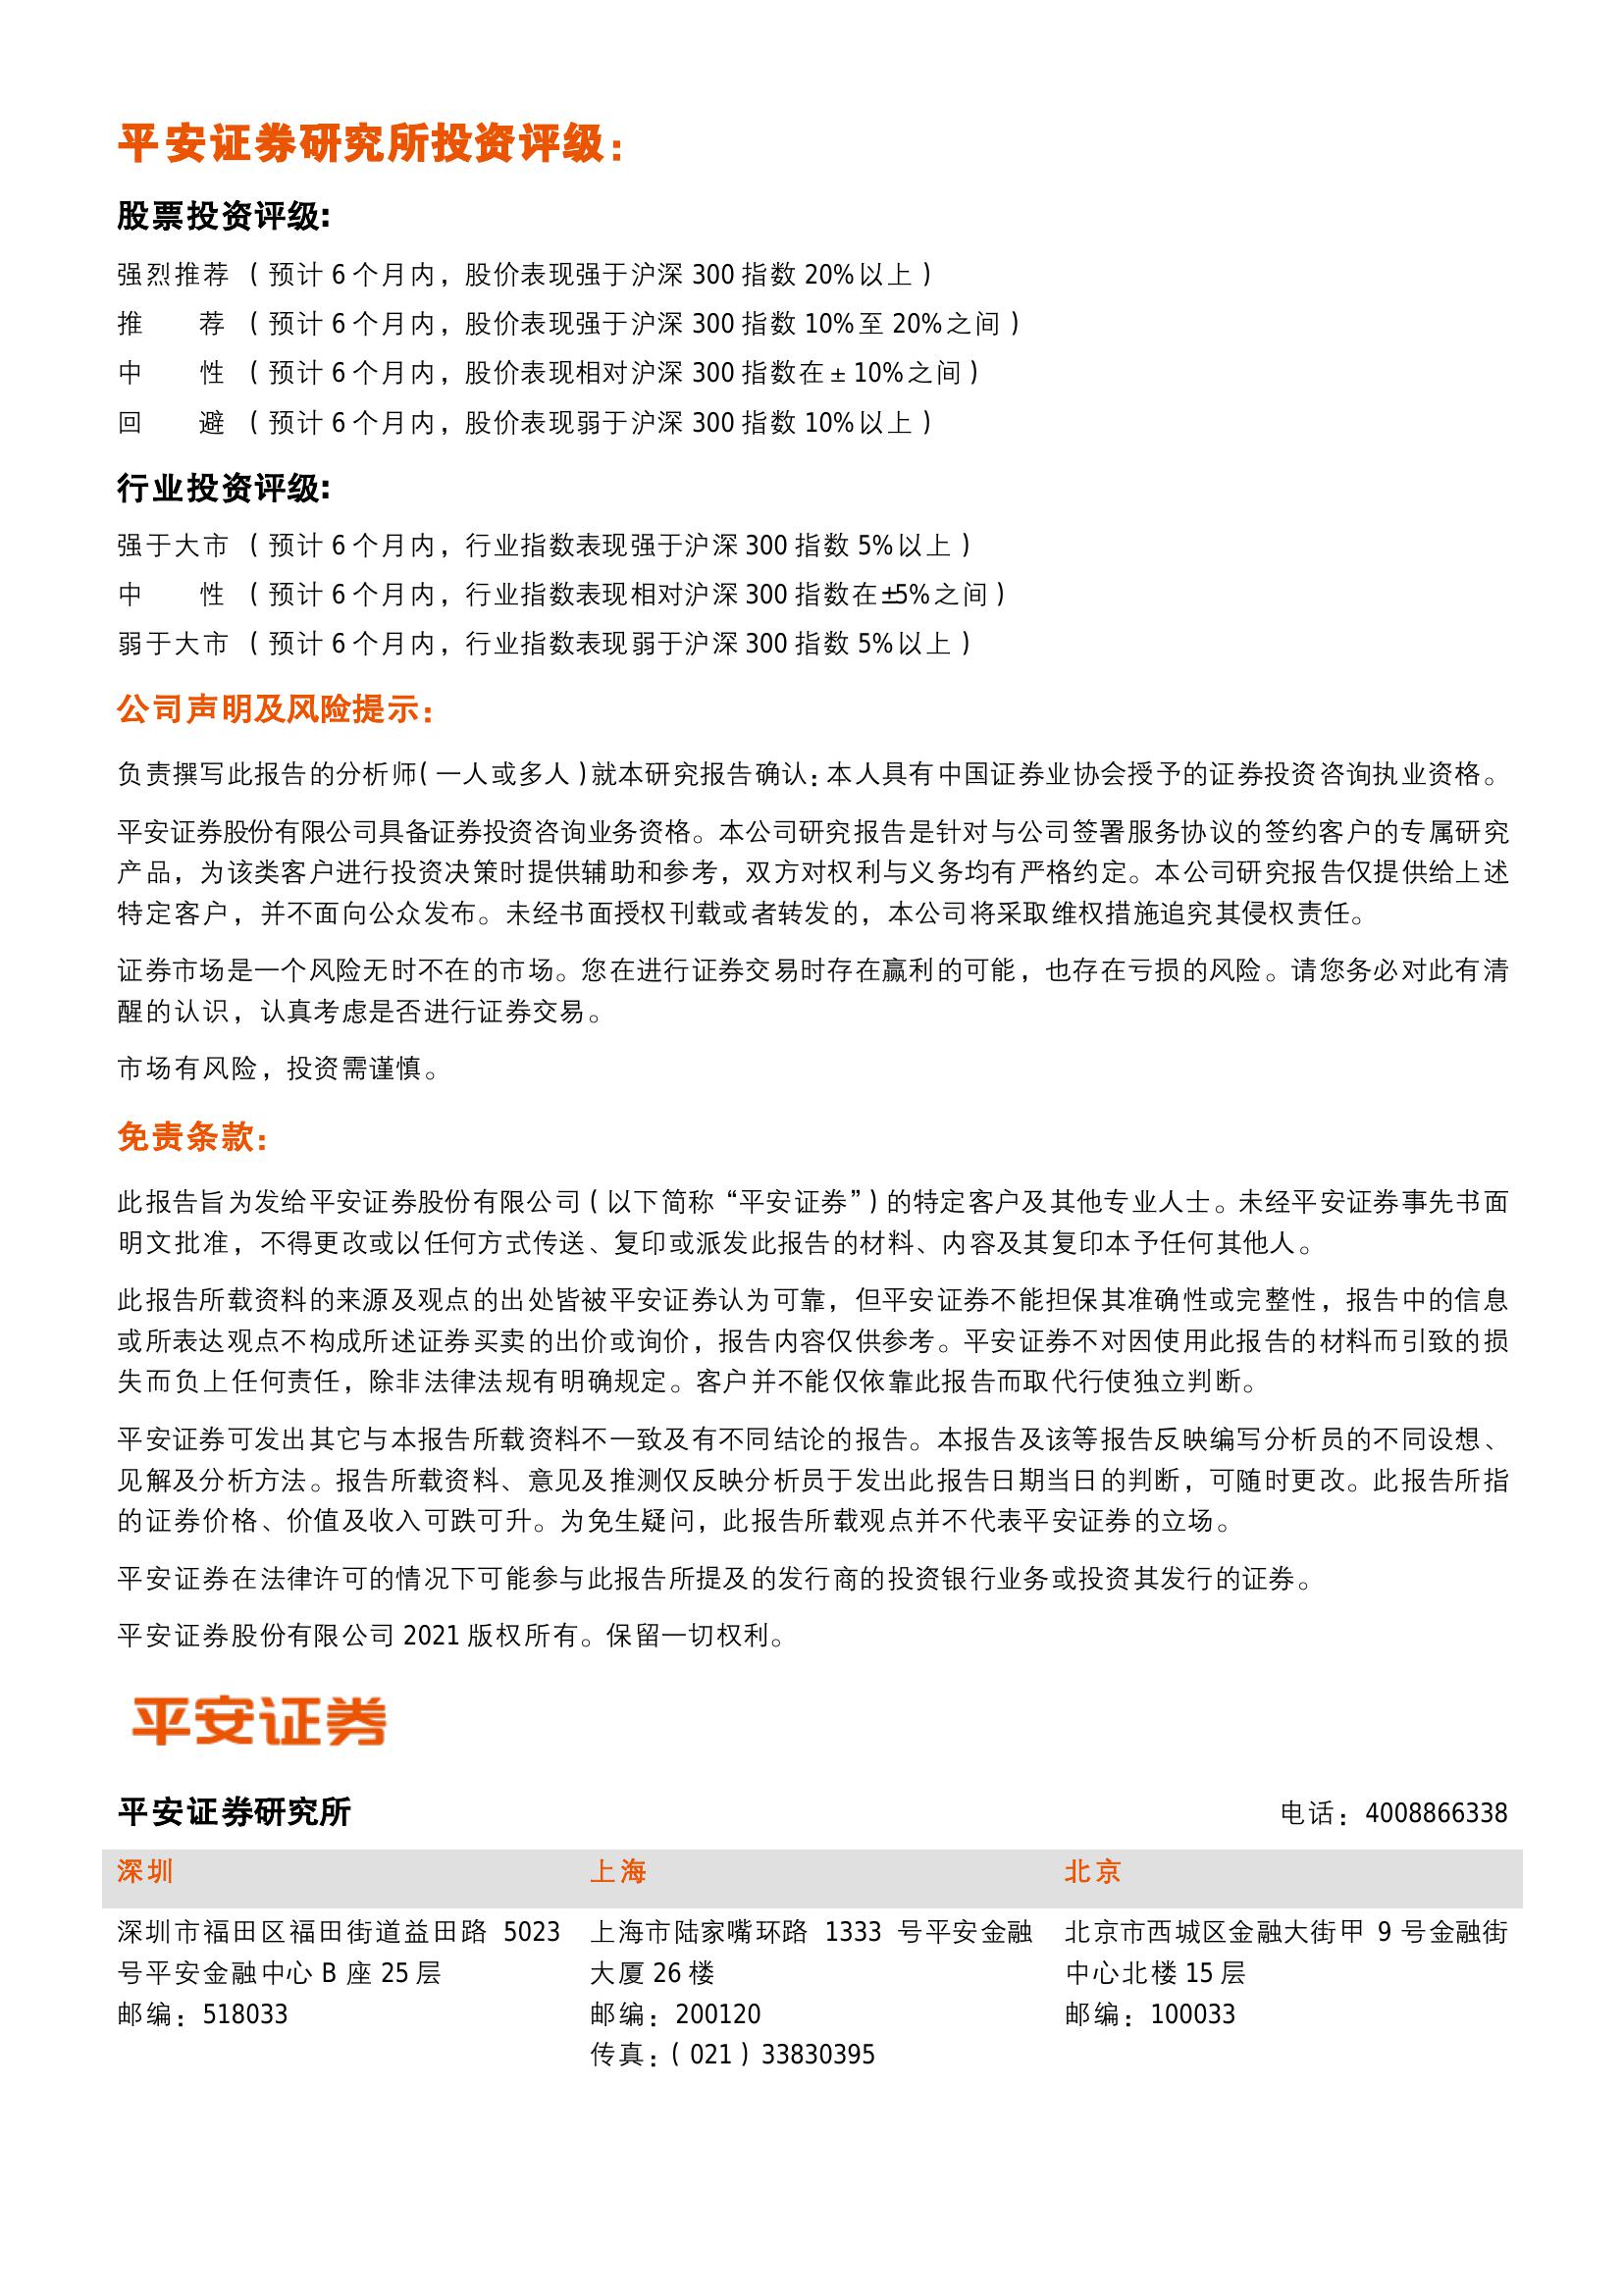 平安证券研究所投资评级：
股票投资评级:
强烈推荐 （预计 6 个月内，股价表现强于沪深 300 指数 20%以上）
推　　荐 （预计 6 个月内，股价表现强于沪深 300 指数 10%至 20%之间）
中　　性 （预计 6 个月内，股价表现相对沪深 300 指数在± 10%之间）
回　　避 （预计 6 个月内，股价表现弱于沪深 300 指数 10%以上）
行业投资评级:
强于大市 （预计 6 个月内，行业指数表现强于沪深 300 指数 5%以上）
中　　性 （预计 6 个月内，行业指数表现相对沪深 300 指数在±5%之间）
弱于大市 （预计 6 个月内，行业指数表现弱于沪深 300 指数 5%以上）
公司声明及风险提示：
负责撰写此报告的分析师（一人或多人）就本研究报告确认：本人具有中国证券业协会授予的证券投资咨询执业资格。
平安证券股份有限公司具备证券投资咨询业务资格。本公司研究报告是针对与公司签署服务协议的签约客户的专属研究
产品，为该类客户进行投资决策时提供辅助和参考，双方对权利与义务均有严格约定。本公司研究报告仅提供给上述
特定客户，并不面向公众发布。未经书面授权刊载或者转发的，本公司将采取维权措施追究其侵权责任。
证券市场是一个风险无时不在的市场。您在进行证券交易时存在赢利的可能，也存在亏损的风险。请您务必对此有清
醒的认识，认真考虑是否进行证券交易。
市场有风险，投资需谨慎。
免责条款：
此报告旨为发给平安证券股份有限公司（以下简称“平安证券”）的特定客户及其他专业人士。未经平安证券事先书面
明文批准，不得更改或以任何方式传送、复印或派发此报告的材料、内容及其复印本予任何其他人。
此报告所载资料的来源及观点的出处皆被平安证券认为可靠，但平安证券不能担保其准确性或完整性，报告中的信息
或所表达观点不构成所述证券买卖的出价或询价，报告内容仅供参考。平安证券不对因使用此报告的材料而引致的损
失而负上任何责任，除非法律法规有明确规定。客户并不能仅依靠此报告而取代行使独立判断。
平安证券可发出其它与本报告所载资料不一致及有不同结论的报告。本报告及该等报告反映编写分析员的不同设想、
见解及分析方法。报告所载资料、意见及推测仅反映分析员于发出此报告日期当日的判断，可随时更改。此报告所指
的证券价格、价值及收入可跌可升。为免生疑问，此报告所载观点并不代表平安证券的立场。
平安证券在法律许可的情况下可能参与此报告所提及的发行商的投资银行业务或投资其发行的证券。
平安证券股份有限公司 2021 版权所有。保留一切权利。
平安证券
平安证券研究所
电话：4008866338
深圳
深圳市福田区福田街道益田路 5023
号平安金融中心 B 座 25 层
邮编：518033
上海
上海市陆家嘴环路 1333 号平安金融
大厦 26 楼
邮编：200120
传真：（021）33830395
北京
北京市西城区金融大街甲 9 号金融街
中心北楼 15 层
邮编：100033